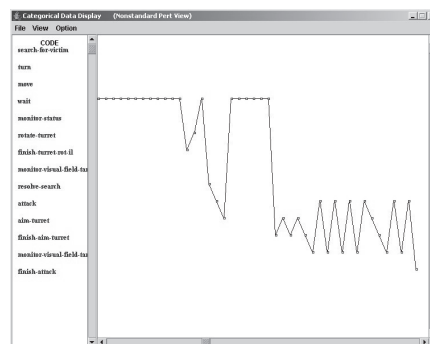 Categorical Data Display (Nonstandard Pert View)
File View Option
CODE
search-for-victim
turn
move
wait
monitor-status
rotate-turret
finish-turret-rot-il
monitor-visual-field-tur
resolve-search
attack
aim-turret
finish-aim-turret
monitor-visual-field-tur
finish-attack